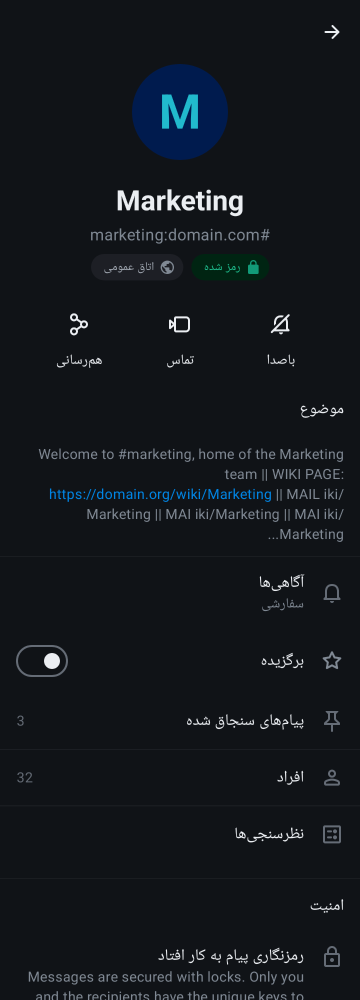 M
Marketing
marketing:domain.com#
رمز شده
اتاق عمومی
باصدا
تماس
هم‌رسانی
موضوع
Welcome to #marketing, home of the Marketing
team || WIKI PAGE:
https://domain.org/wiki/Marketing || MAIL iki/
Marketing || MAI iki/Marketing || MAI iki/
...Marketing
آگاهی‌ها
سفارشی
برگزیده
پیام‌های سنجاق شده
3
افراد
32
نظرسنجی‌ها
امنیت
رمزنگاری پیام به کار افتاد
Messages are secured with locks. Only you
and the recipients have the unique keys to